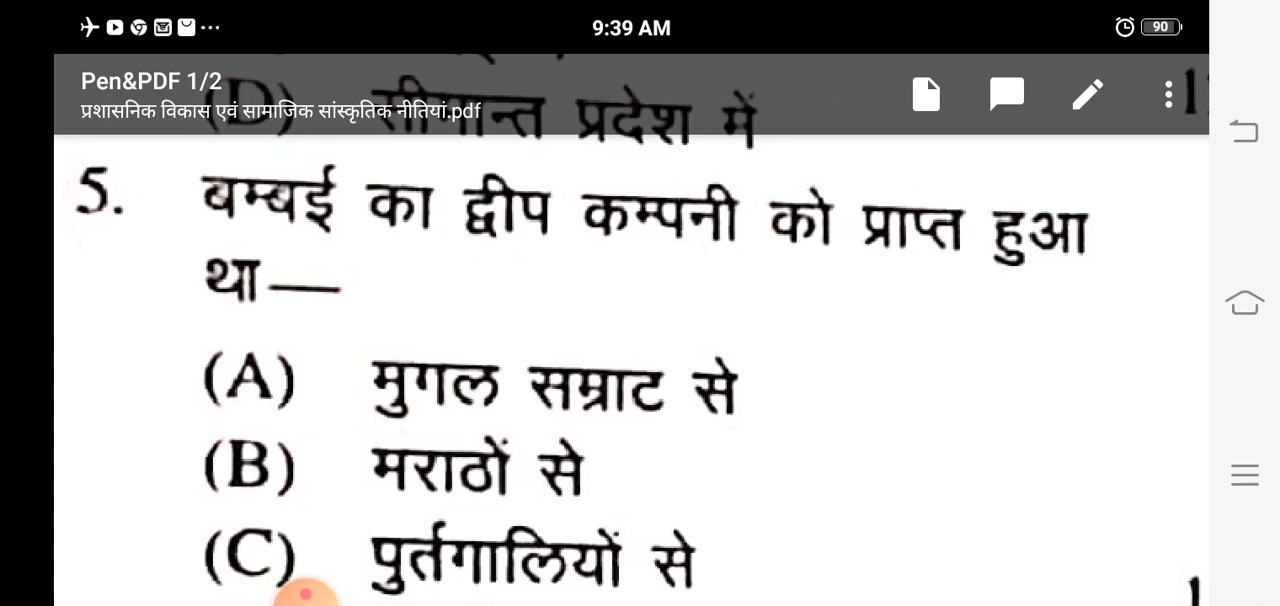 9:39 AM
90
Pen&PDF 1/2
प्रशासनिक विकास एवं सामाजिक सांस्कृतिक नीतियां.pdf
(D) सीमान्त प्रदेश में
5. बम्बई का द्वीप कम्पनी को प्राप्त हुआ
था—
(A) मुगल सम्राट से
(B) मराठों से
(C) पुर्तगालियों से